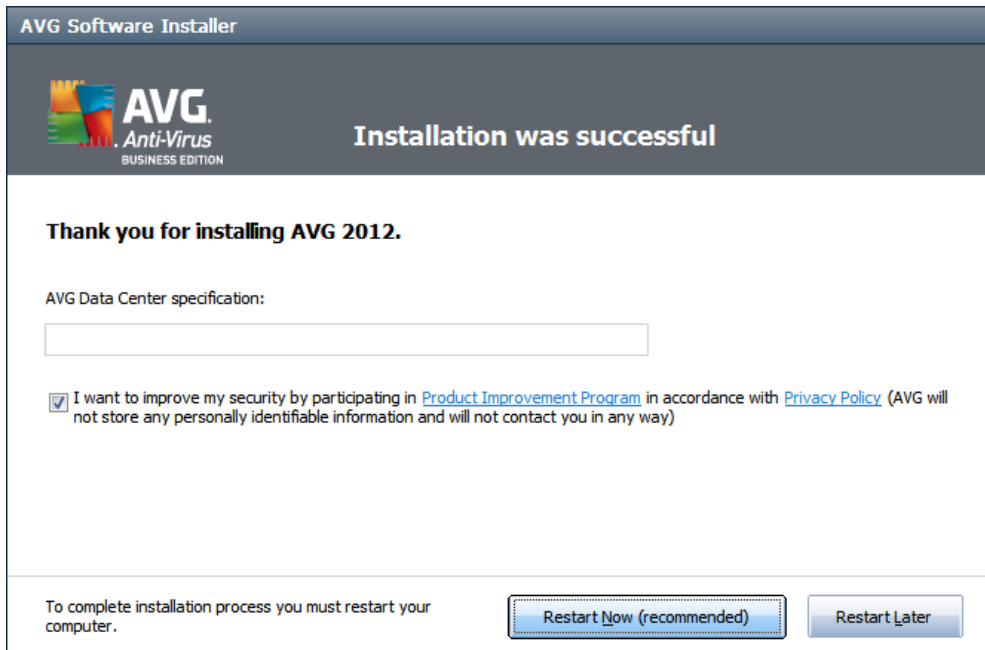 AVG Software Installer
AVG.
Anti-Virus
BUSINESS EDITION
Installation was successful
Thank you for installing AVG 2012.
AVG Data Center specification:
I want to improve my security by participating in Product Improvement Program in accordance with Privacy Policy (AVG will
not store any personally identifiable information and will not contact you in any way)
To complete installation process you must restart your
computer.
Restart Now (recommended)
Restart Later